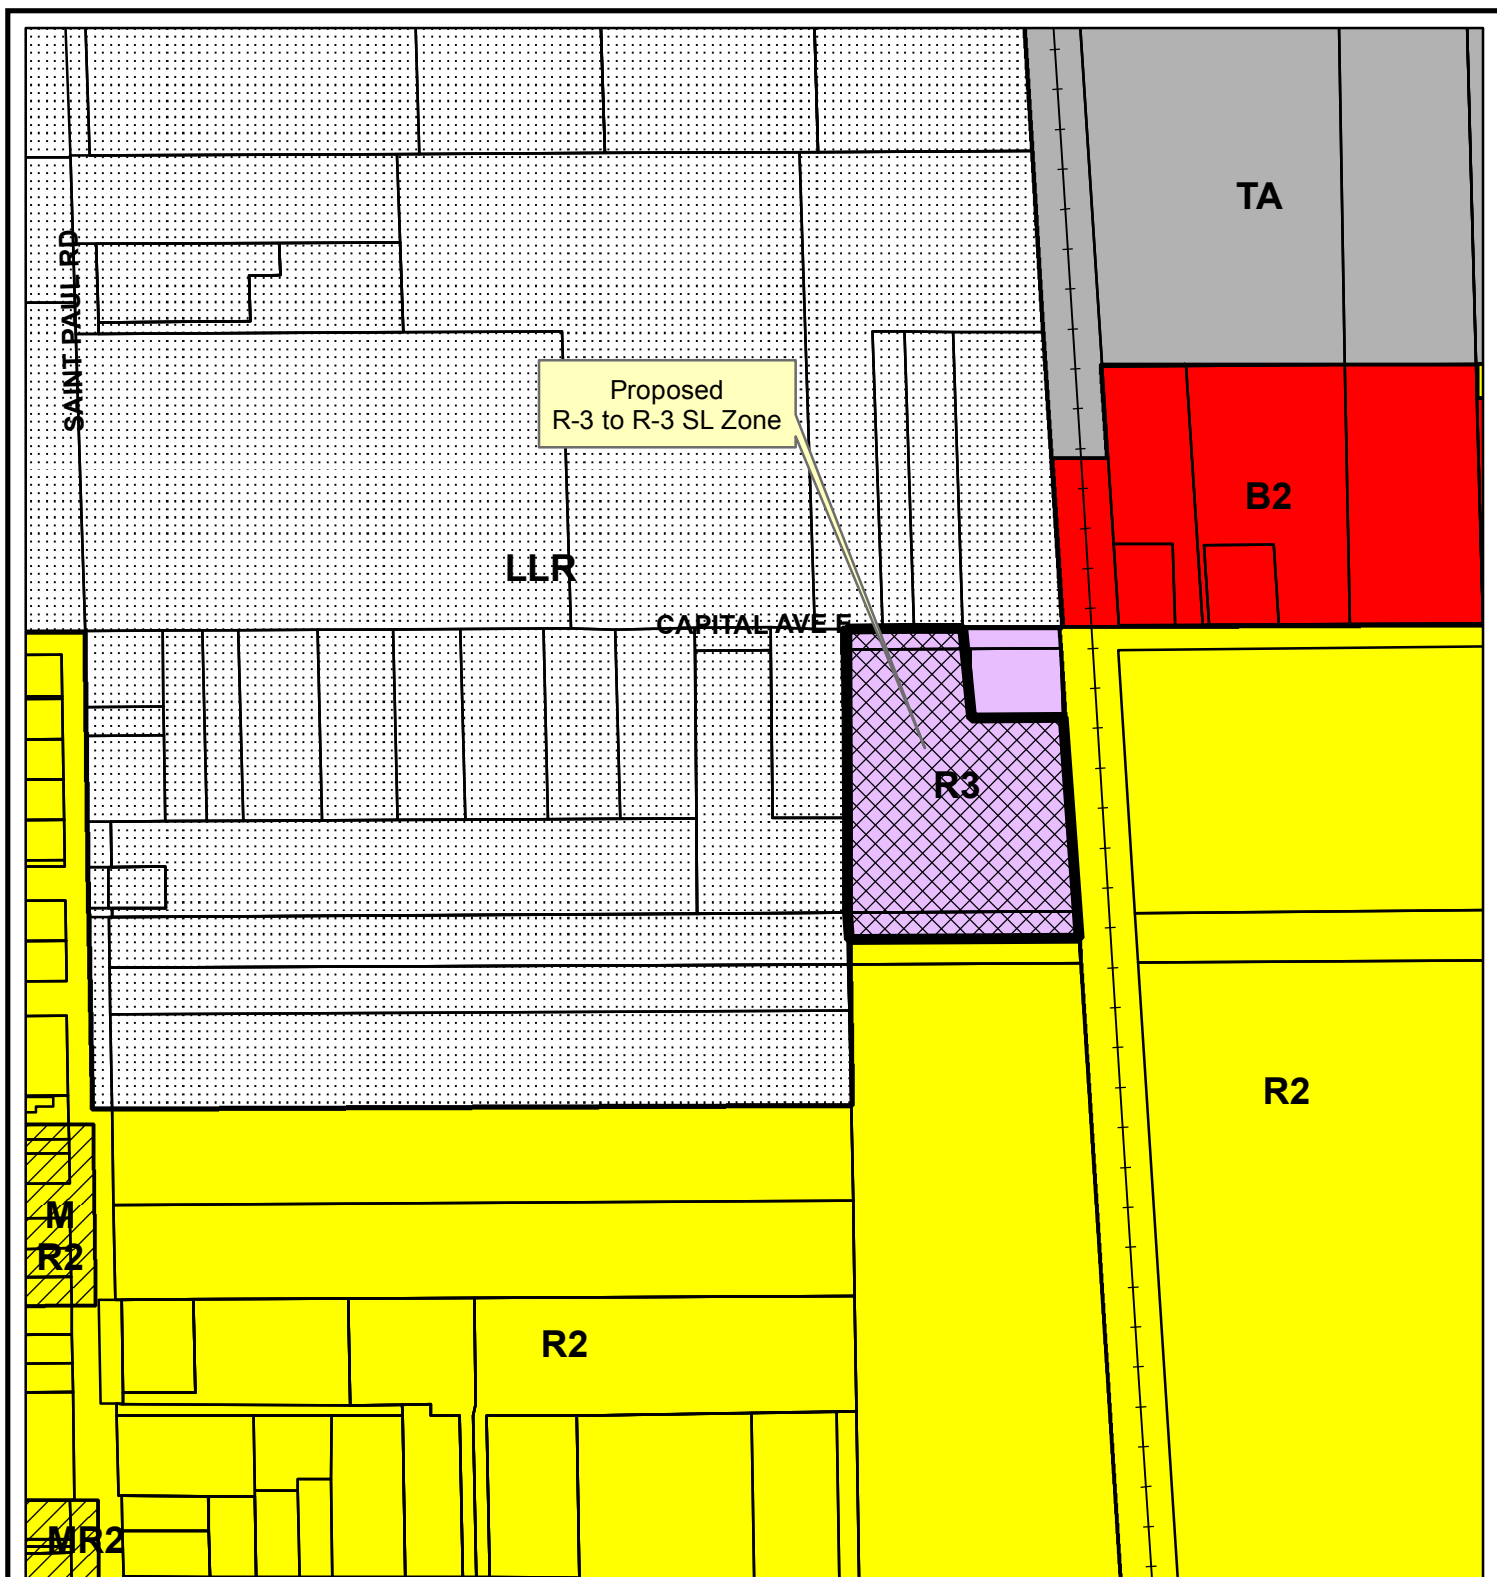 TA
SAINT PAUL RD
Proposed
R-3 to R-3 SL Zone
B2
LLR
CAPITAL AVE E
R3
R2
M
R2
R2
MR2